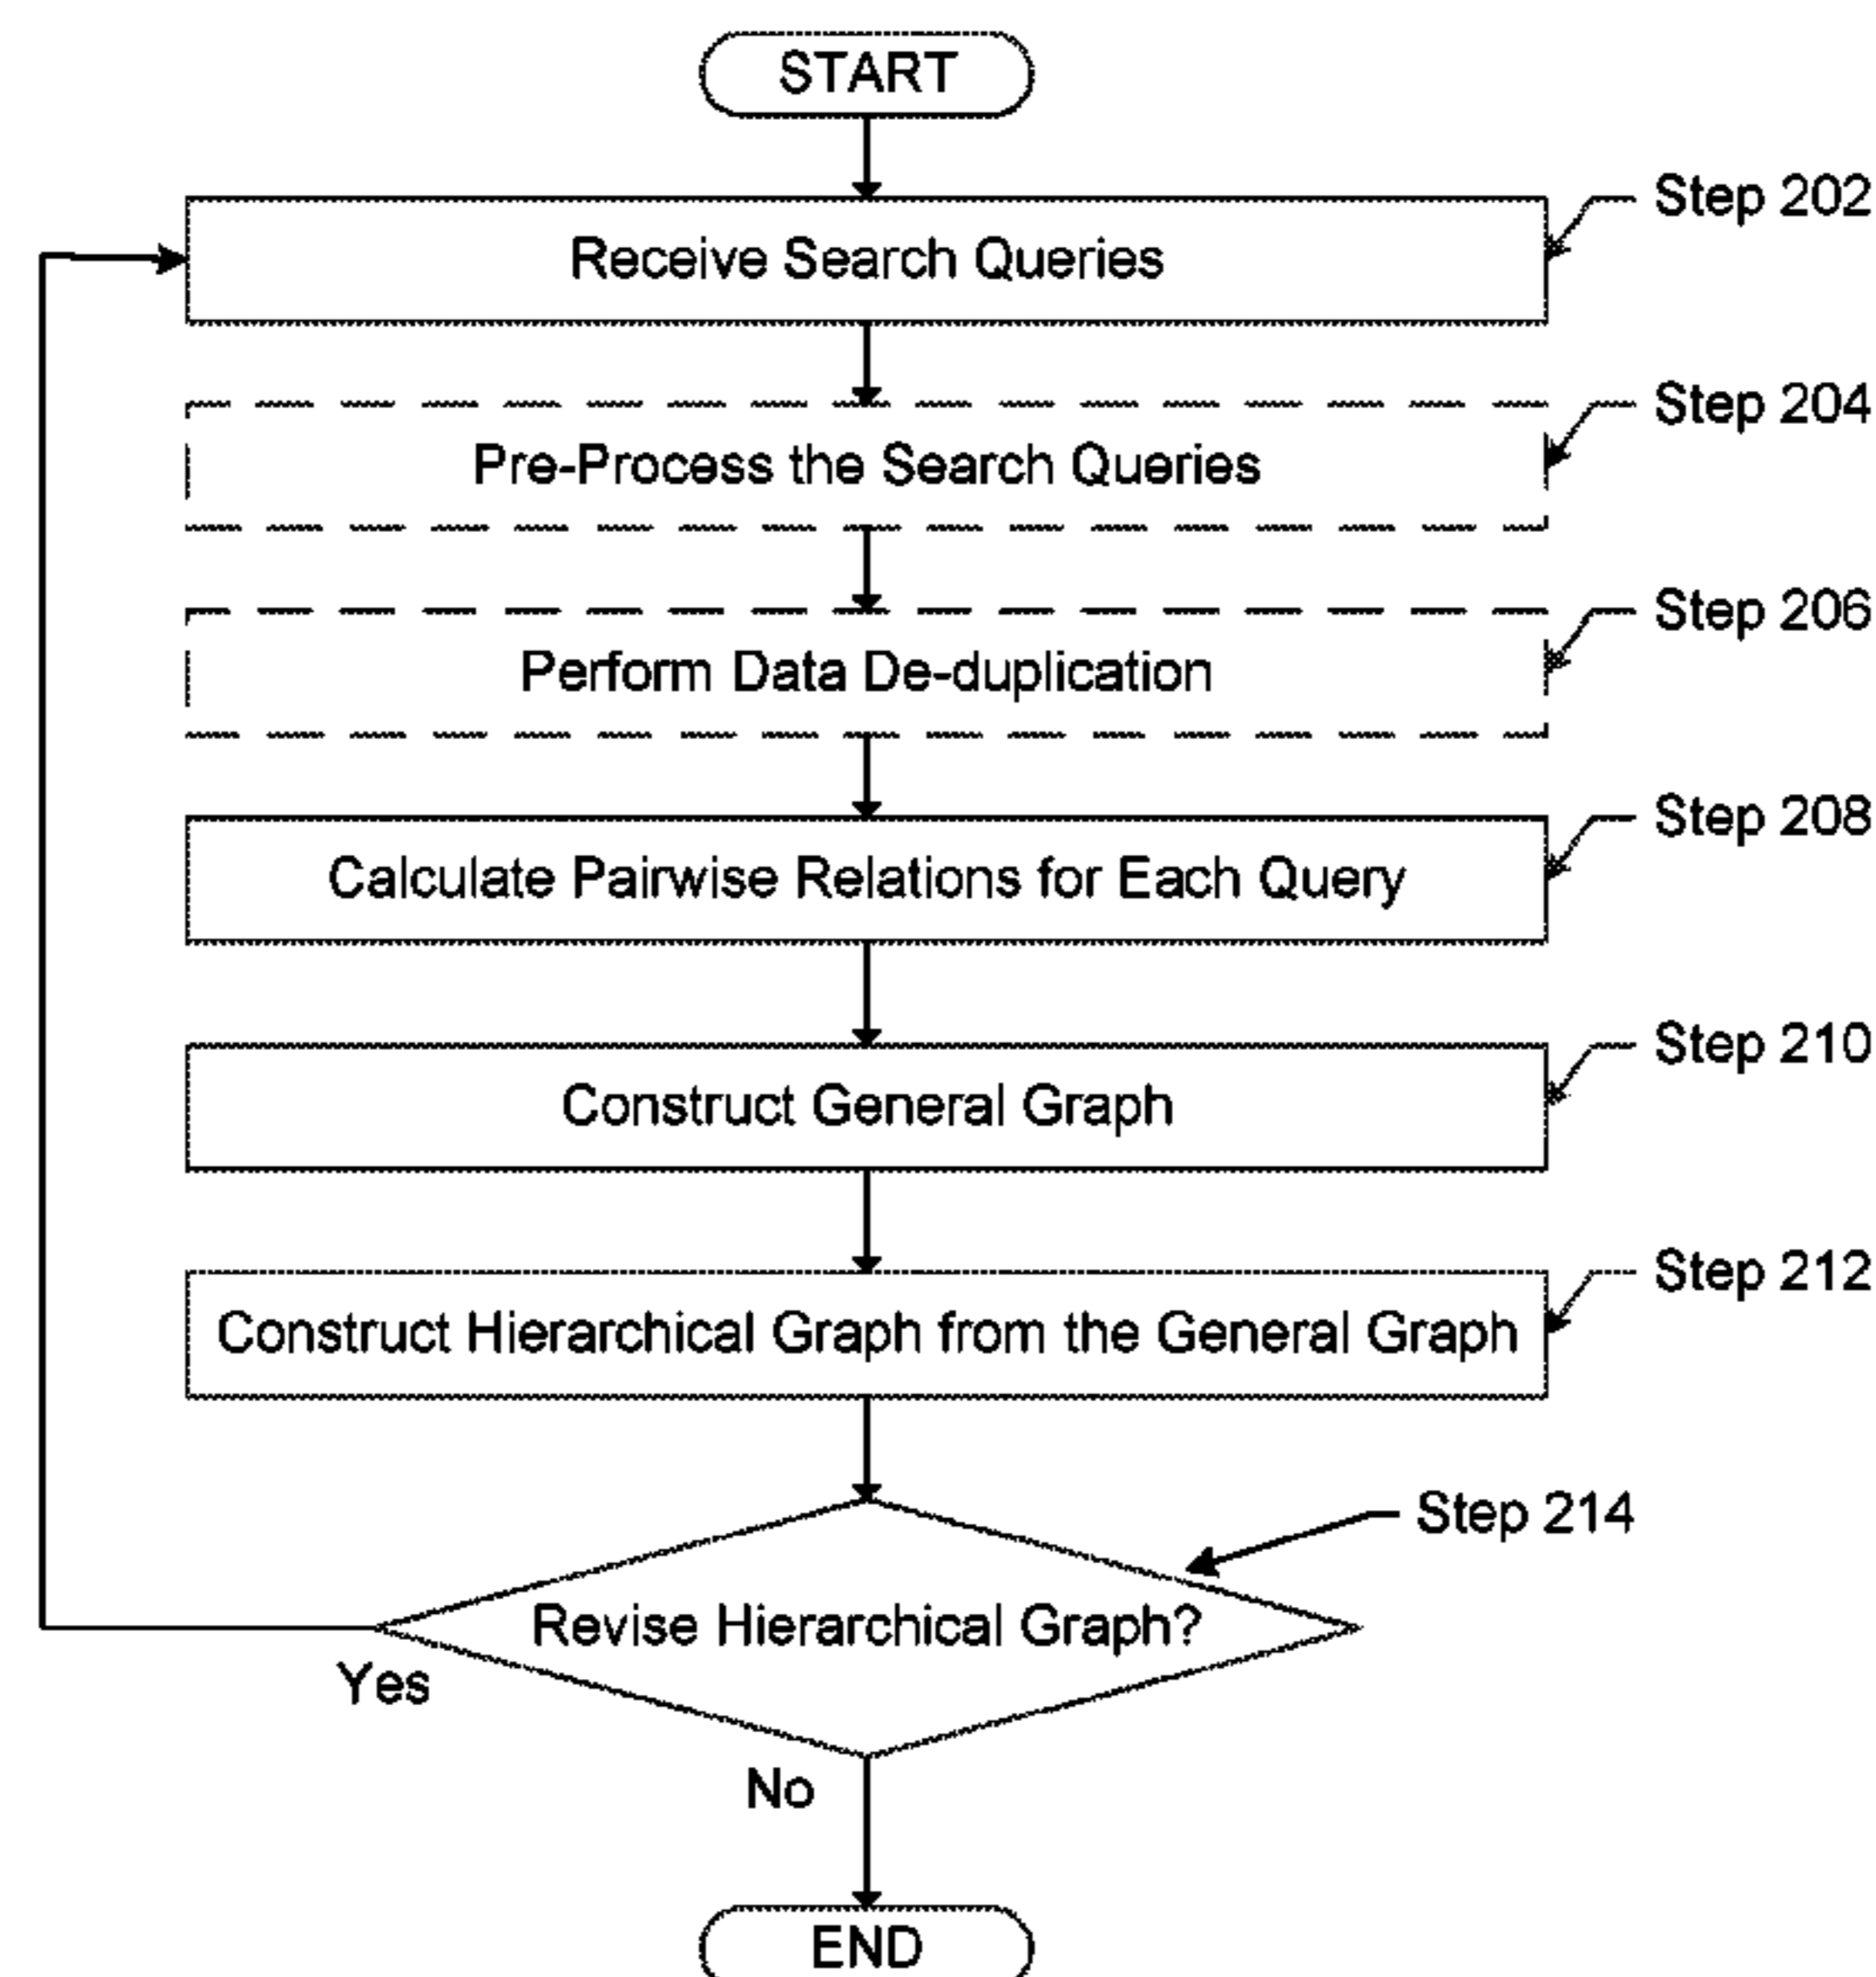 START
Step 202
Receive Search Queries
Step 204
Pre-Process the Search Queries
Step 206
Perform Data De-duplication
Step 208
Calculate Pairwise Relations for Each Query
Step 210
Construct General Graph
Step 212
Construct Hierarchical Graph from the General Graph
Step 214
Revise Hierarchical Graph?
Yes
No
END